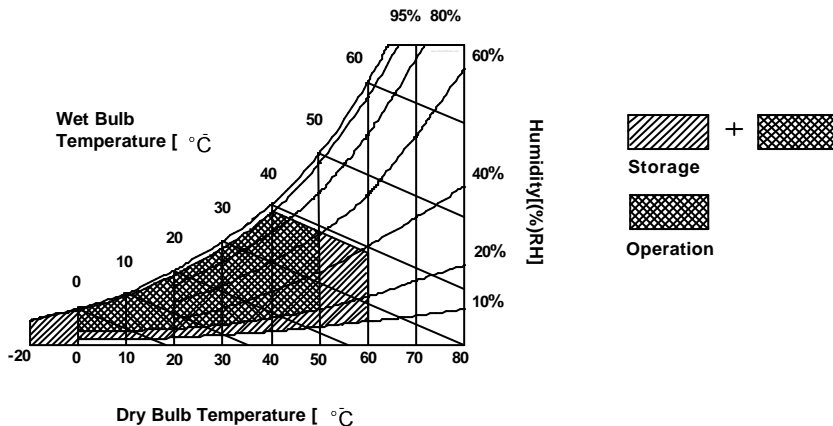 95% 80%
60
60%
Wet Bulb
Temperature [ °C
50
Humidity[(%)RH]
+
Storage
40
40%
30
20
Operation
20%
10
0
10%
-20 0 10 20 30 40 50 60 70 80
Dry Bulb Temperature [ °C